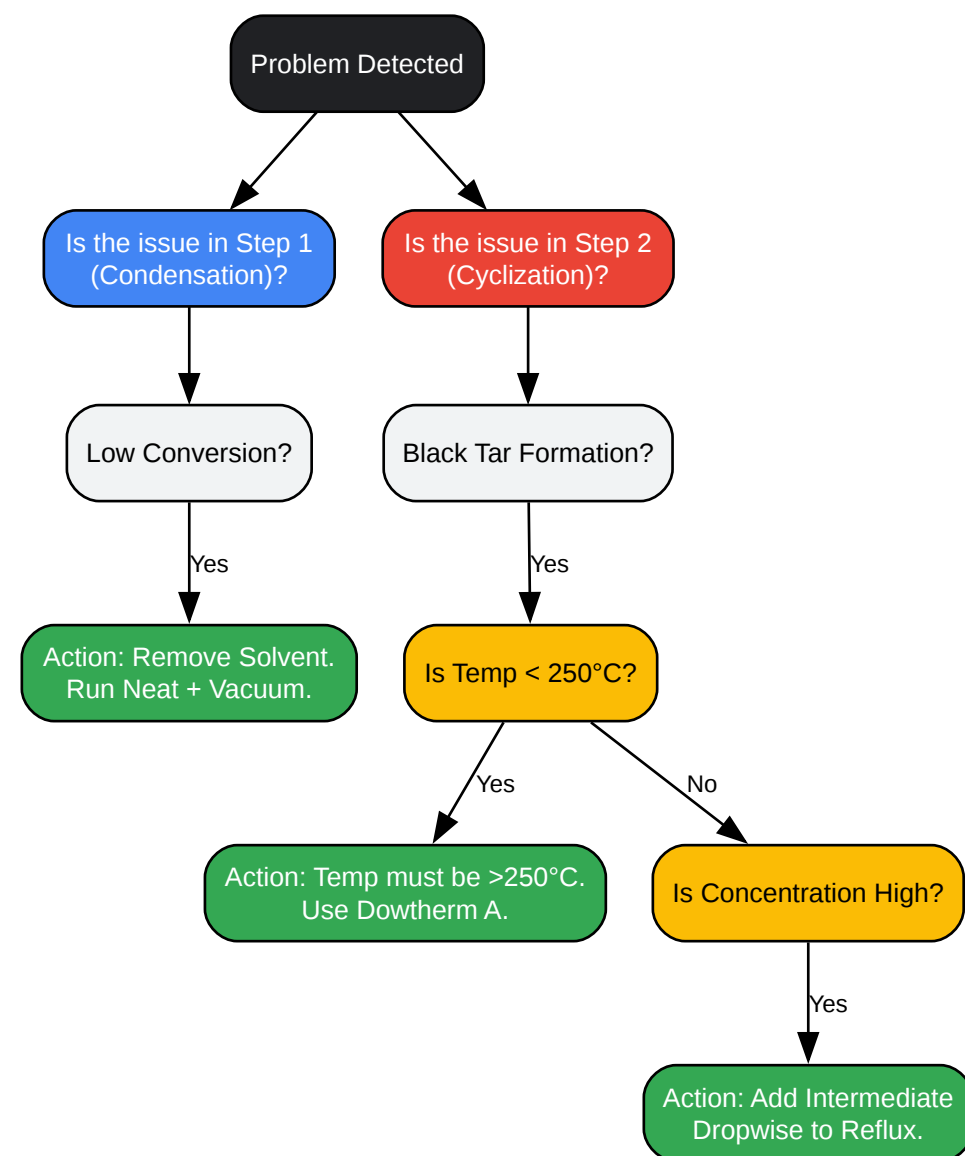 Problem Detected
Is the issue in Step 1
(Condensation)?
Is the issue in Step 2
(Cyclization)?
Low Conversion?
Black Tar Formation?
Yes
Yes
Action: Remove Solvent.
Run Neat + Vacuum.
Is Temp < 250°C?
Yes
No
Action: Temp must be >250°C.
Use Dowtherm A.
Is Concentration High?
Yes
Action: Add Intermediate
Dropwise to Reflux.